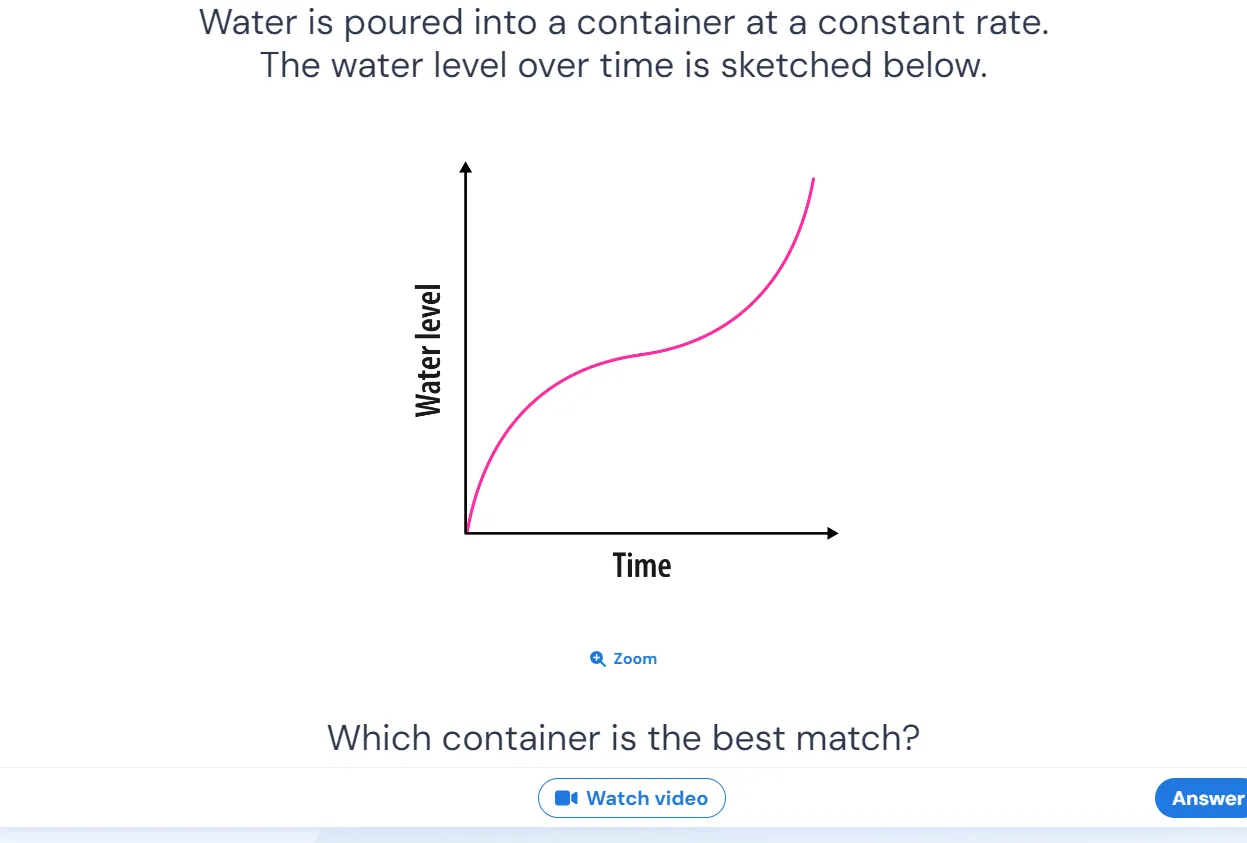 Water is poured into a container at a constant rate.
The water level over time is sketched below.
Water level
Time
Zoom
Which container is the best match?
Watch video
Answer